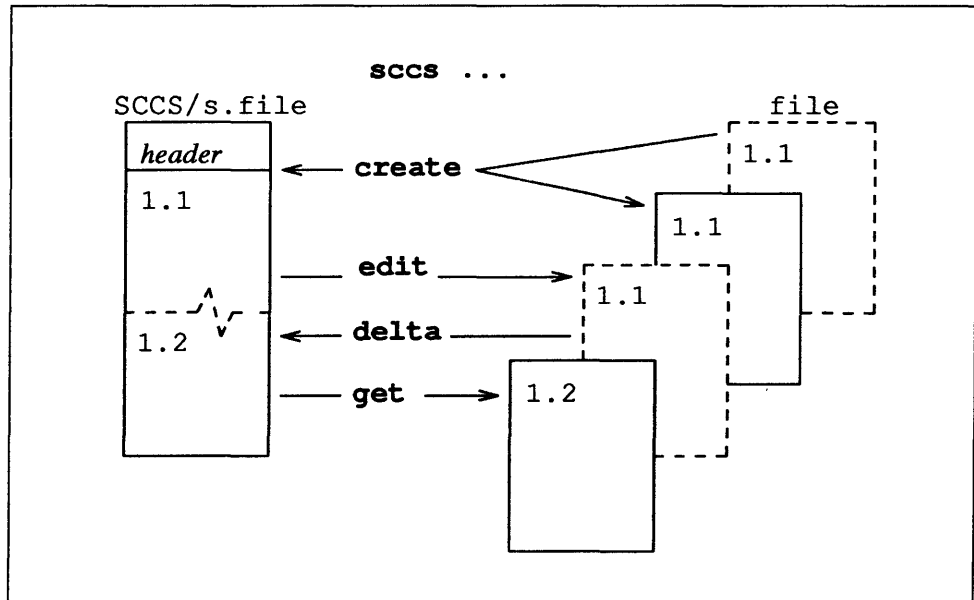 sccs ...
SCCS/s.file
file
header
1.1
create
1.1
1.1
edit
1.1
delta
1.2
get
1.2